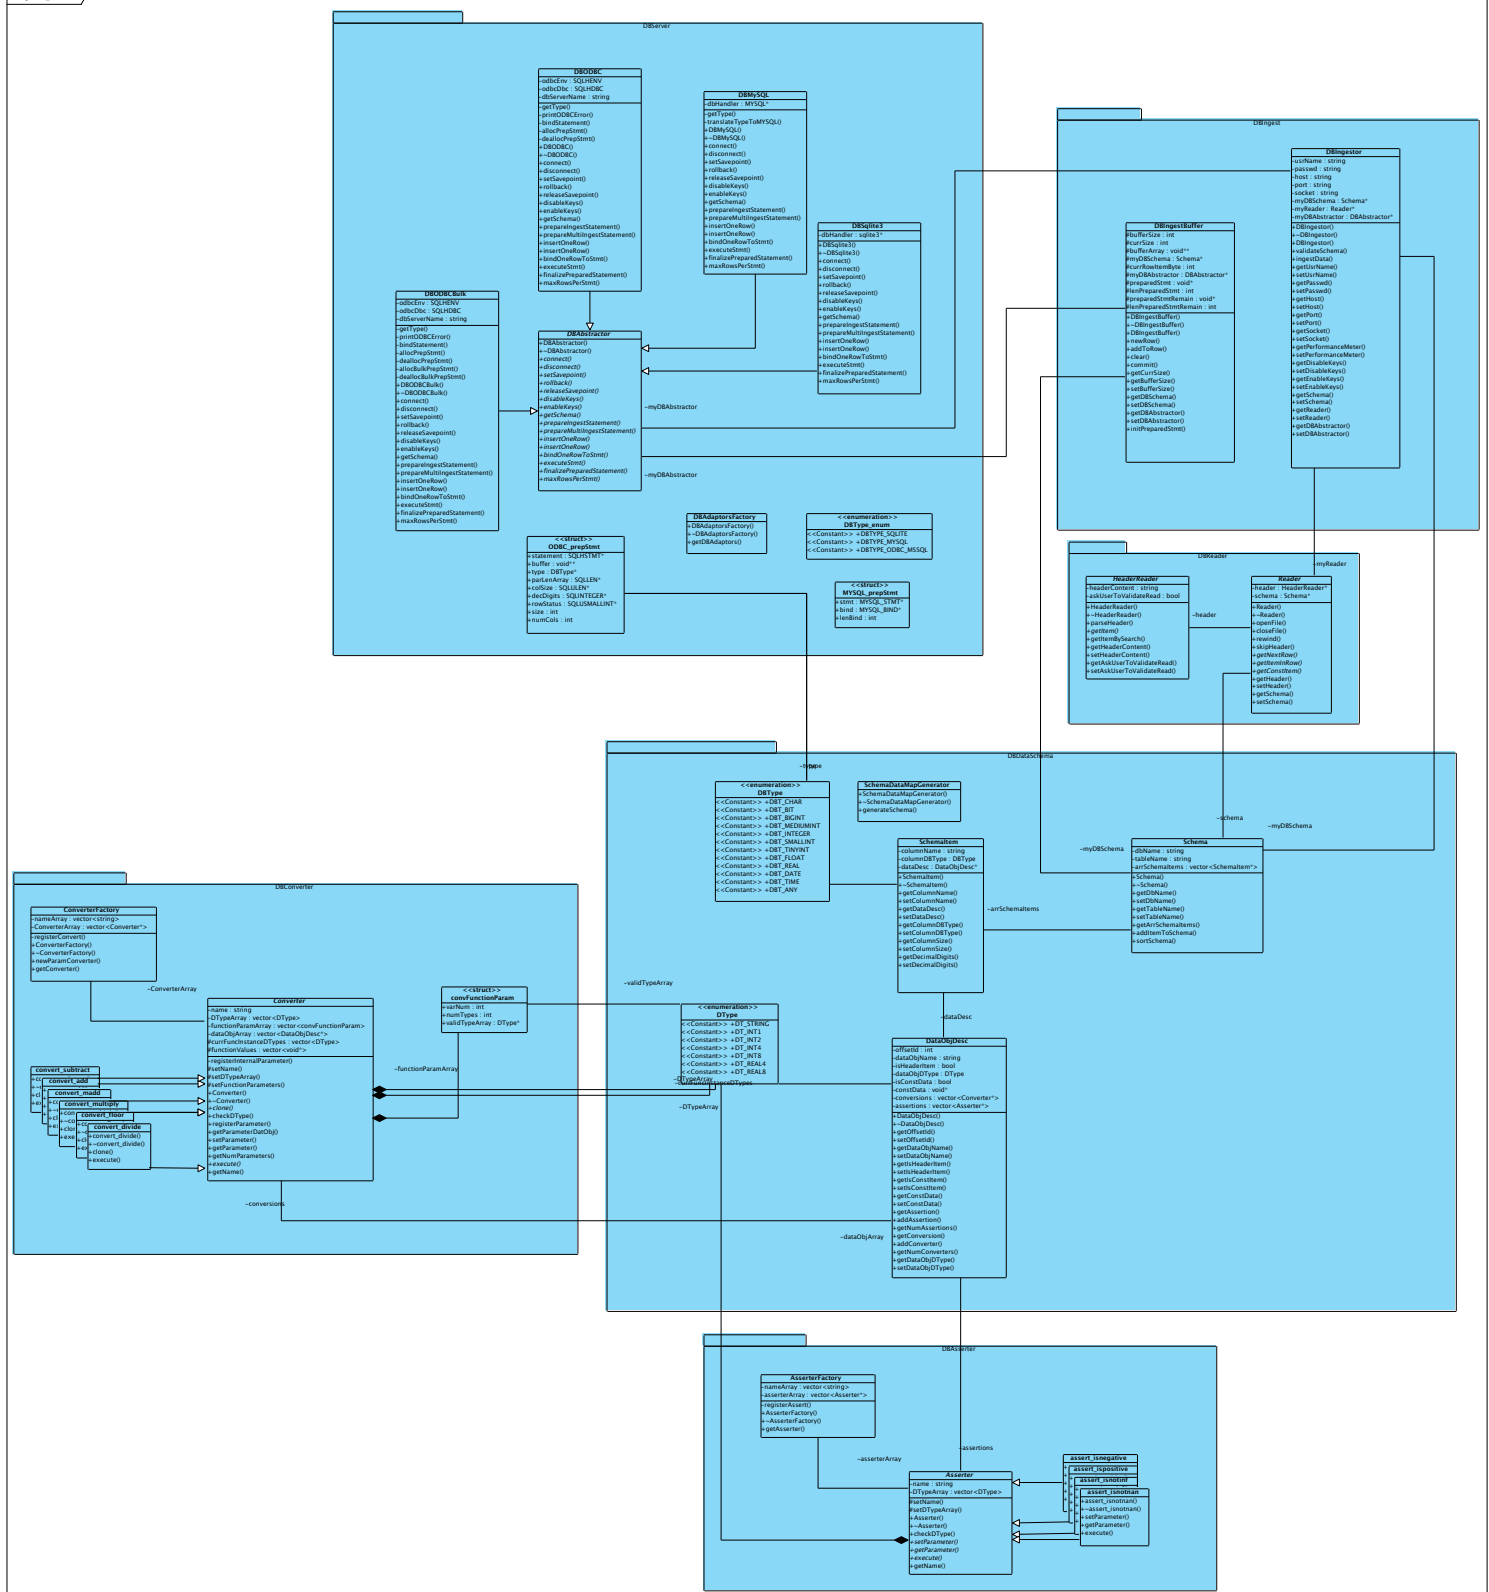 DBServer
DBODBC
-odbcEnv : SQLHENV
-odbcDbc : SQLHDBC
-dbServerName : string
-getType()
-printODBCError()
-bindStatement()
-allocPrepStmt()
-deallocPrepStmt()
+DBODBC()
+~DBODBC()
+connect()
+disconnect()
+setSavepoint()
+rollback()
+releaseSavepoint()
+disableKeys()
+enableKeys()
+getSchema()
+prepareIngestStatement()
+prepareMultiIngestStatement()
+insertOneRow()
+insertOneRow()
+bindOneRowToStmt()
+executeStmt()
+finalizePreparedStatement()
+maxRowsPerStmt()
DBMySQL
-dbHandler : MYSQL*
-getType()
-translateTypeToMYSQL()
+DBMySQL()
+~DBMySQL()
+connect()
+disconnect()
+setSavepoint()
+rollback()
+releaseSavepoint()
+disableKeys()
+enableKeys()
+getSchema()
+prepareIngestStatement()
+prepareMultiIngestStatement()
+insertOneRow()
+insertOneRow()
+bindOneRowToStmt()
+executeStmt()
+finalizePreparedStatement()
+maxRowsPerStmt()
DBSqlite3
-dbHandler : sqlite3*
+DBSqlite3()
+~DBSqlite3()
+connect()
+disconnect()
+setSavepoint()
+rollback()
+releaseSavepoint()
+disableKeys()
+enableKeys()
+getSchema()
+prepareIngestStatement()
+prepareMultiIngestStatement()
+insertOneRow()
+insertOneRow()
+bindOneRowToStmt()
+executeStmt()
+finalizePreparedStatement()
+maxRowsPerStmt()
DBODBCBulk
-odbcEnv : SQLHENV
-odbcDbc : SQLHDBC
-dbServerName : string
-getType()
-printODBCError()
-bindStatement()
-allocPrepStmt()
-deallocPrepStmt()
-allocBulkPrepStmt()
-deallocBulkPrepStmt()
+DBODBCBulk()
+~DBODBCBulk()
+connect()
+disconnect()
+setSavepoint()
+rollback()
+releaseSavepoint()
+disableKeys()
+enableKeys()
+getSchema()
+prepareIngestStatement()
+prepareMultiIngestStatement()
+insertOneRow()
+insertOneRow()
+bindOneRowToStmt()
+executeStmt()
+finalizePreparedStatement()
+maxRowsPerStmt()
DBAbstractor
+DBAbstractor()
+~DBAbstractor()
+connect()
+disconnect()
+setSavepoint()
+rollback()
+releaseSavepoint()
+disableKeys()
+enableKeys()
+getSchema()
+prepareIngestStatement()
+prepareMultiIngestStatement()
+insertOneRow()
+insertOneRow()
+bindOneRowToStmt()
+executeStmt()
+finalizePreparedStatement()
+maxRowsPerStmt()
-myDBAbstractor
-myDBAbstractor
DBAdaptorsFactory
+DBAdaptorsFactory()
+~DBAdaptorsFactory()
+getDBAdaptors()
<<enumeration>>
DBType_enum
<<Constant>> +DBTYPE_SQLITE
<<Constant>> +DBTYPE_MYSQL
<<Constant>> +DBTYPE_ODBC_MSSQL
<<struct>>
ODBC_prepStmt
+statement : SQLHSTMT*
+buffer : void**
+type : DBType*
+parLenArray : SQLLEN*
+colSize : SQLULEN*
+decDigits : SQLINTEGER*
+rowStatus : SQLUSMALLINT*
+size : int
+numCols : int
<<struct>>
MYSQL_prepStmt
+stmt : MYSQL_STMT*
+bind : MYSQL_BIND*
+lenBind : int
DBIngest
DBIngestor
-usrName : string
-passwd : string
-host : string
-port : string
-socket : string
-myDBSchema : Schema*
-myReader : Reader*
-myDBAbstractor : DBAbstractor*
+DBIngestor()
+~DBIngestor()
+DBIngestor()
+validateSchema()
+ingestData()
+getUsrName()
+setUsrName()
+getPasswd()
+setPasswd()
+getHost()
+setHost()
+getPort()
+setPort()
+getSocket()
+setSocket()
+getPerformanceMeter()
+setPerformanceMeter()
+getDisableKeys()
+setDisableKeys()
+getEnableKeys()
+setEnableKeys()
+getSchema()
+setSchema()
+getReader()
+setReader()
+getDBAbstractor()
+setDBAbstractor()
DBIngestBuffer
#bufferSize : int
#currSize : int
#bufferArray : void**
#myDBSchema : Schema*
#currRowItemByte : int
#myDBAbstractor : DBAbstractor*
#preparedStmt : void*
#lenPreparedStmt : int
#preparedStmtRemain : void*
#lenPreparedStmtRemain : int
+DBIngestBuffer()
+~DBIngestBuffer()
+DBIngestBuffer()
+newRow()
+addToRow()
+clear()
+commit()
+getCurrSize()
+getBufferSize()
+setBufferSize()
+getDBSchema()
+setDBSchema()
+getDBAbstractor()
+setDBAbstractor()
+initPreparedStmt()
DBReader
-myReader
HeaderReader
-headerContent : string
-askUserToValidateRead : bool
+HeaderReader()
+~HeaderReader()
+parseHeader()
+getItem()
+getItemBySearch()
+getHeaderContent()
+setHeaderContent()
+getAskUserToValidateRead()
+setAskUserToValidateRead()
-header
Reader
-header : HeaderReader*
-schema : Schema*
+Reader()
+~Reader()
+openFile()
+closeFile()
+rewind()
+skipHeader()
+getNextRow()
+getItemInRow()
+getConstItem()
+getHeader()
+setHeader()
+getSchema()
+setSchema()
DBDataSchema
<<enumeration>>
DBType
<<Constant>> +DBT_CHAR
<<Constant>> +DBT_BIT
<<Constant>> +DBT_BIGINT
<<Constant>> +DBT_MEDIUMINT
<<Constant>> +DBT_INTEGER
<<Constant>> +DBT_SMALLINT
<<Constant>> +DBT_TINYINT
<<Constant>> +DBT_FLOAT
<<Constant>> +DBT_REAL
<<Constant>> +DBT_DATE
<<Constant>> +DBT_TIME
<<Constant>> +DBT_ANY
SchemaDataMapGenerator
+SchemaDataMapGenerator()
+~SchemaDataMapGenerator()
+generateSchema()
SchemaItem
-columnName : string
-columnDBType : DBType
-dataDesc : DataObjDesc*
+SchemaItem()
+~SchemaItem()
+getColumnName()
+setColumnName()
+getDataDesc()
+setDataDesc()
+getColumnDBType()
+setColumnDBType()
+getColumnSize()
+setColumnSize()
+getDecimalDigits()
+setDecimalDigits()
-schema
-myDBSchema
-myDBSchema
-arrSchemaItems
Schema
-dbName : string
-tableName : string
-arrSchemaItems : vector<SchemaItem*>
+Schema()
+~Schema()
+getDbName()
+setDbName()
+getTableName()
+setTableName()
+getArrSchemaItems()
+addItemToSchema()
+sortSchema()
-validTypeArray
<<enumeration>>
DType
<<Constant>> +DT_STRING
<<Constant>> +DT_INT1
<<Constant>> +DT_INT2
<<Constant>> +DT_INT4
<<Constant>> +DT_INT8
<<Constant>> +DT_REAL4
<<Constant>> +DT_REAL8
-DTypeArray
-DTypeArray
-dataDesc
DataObjDesc
-offsetId : int
-dataObjName : string
-isHeaderItem : bool
-dataObjDType : DType
-isConstData : bool
-constData : void*
-conversions : vector<Converter*>
-assertions : vector<Asserter*>
+DataObjDesc()
+~DataObjDesc()
+getOffsetId()
+setOffsetId()
+getDataObjName()
+setDataObjName()
+getIsHeaderItem()
+setIsHeaderItem()
+getIsConstItem()
+setIsConstItem()
+getConstData()
+setConstData()
+getAssertion()
+addAssertion()
+getNumAssertions()
+getConversion()
+addConverter()
+getNumConverters()
+getDataObjDType()
+setDataObjDType()
-dataObjArray
DBConverter
ConverterFactory
-nameArray : vector<string>
-ConverterArray : vector<Converter*>
-registerConvert()
+ConverterFactory()
+~ConverterFactory()
+newParamConverter()
+getConverter()
-ConverterArray
Converter
-name : string
-DTypeArray : vector<DType>
-functionParamArray : vector<convFunctionParam>
-dataObjArray : vector<DataObjDesc*>
#currFuncInstanceDTypes : vector<DType>
#functionValues : vector<void*>
-registerInternalParameter()
#setName()
#setDTypeArray()
#setFunctionParameters()
+Converter()
+~Converter()
+clone()
+checkDType()
+registerParameter()
+getParameterDatObj()
+setParameter()
+getParameter()
+getNumParameters()
+execute()
+getName()
<<struct>>
convFunctionParam
+varNum : int
+numTypes : int
+validTypeArray : DType*
-functionParamArray
convert_subtract
convert_add
convert_madd
convert_multiply
convert_floor
convert_divide
+convert_divide()
+~convert_divide()
+clone()
+execute()
-conversions
DBAsserter
AsserterFactory
-nameArray : vector<string>
-asserterArray : vector<Asserter*>
-registerAssert()
+AsserterFactory()
+~AsserterFactory()
+getAsserter()
-asserterArray
-assertions
Asserter
-name : string
-DTypeArray : vector<DType>
#setName()
#setDTypeArray()
+Asserter()
+~Asserter()
+checkDType()
+setParameter()
+getParameter()
+execute()
+getName()
assert_isnegative
assert_ispositive
assert_isnotinf
assert_isnotnan
+assert_isnotnan()
+~assert_isnotnan()
+setParameter()
+getParameter()
+execute()